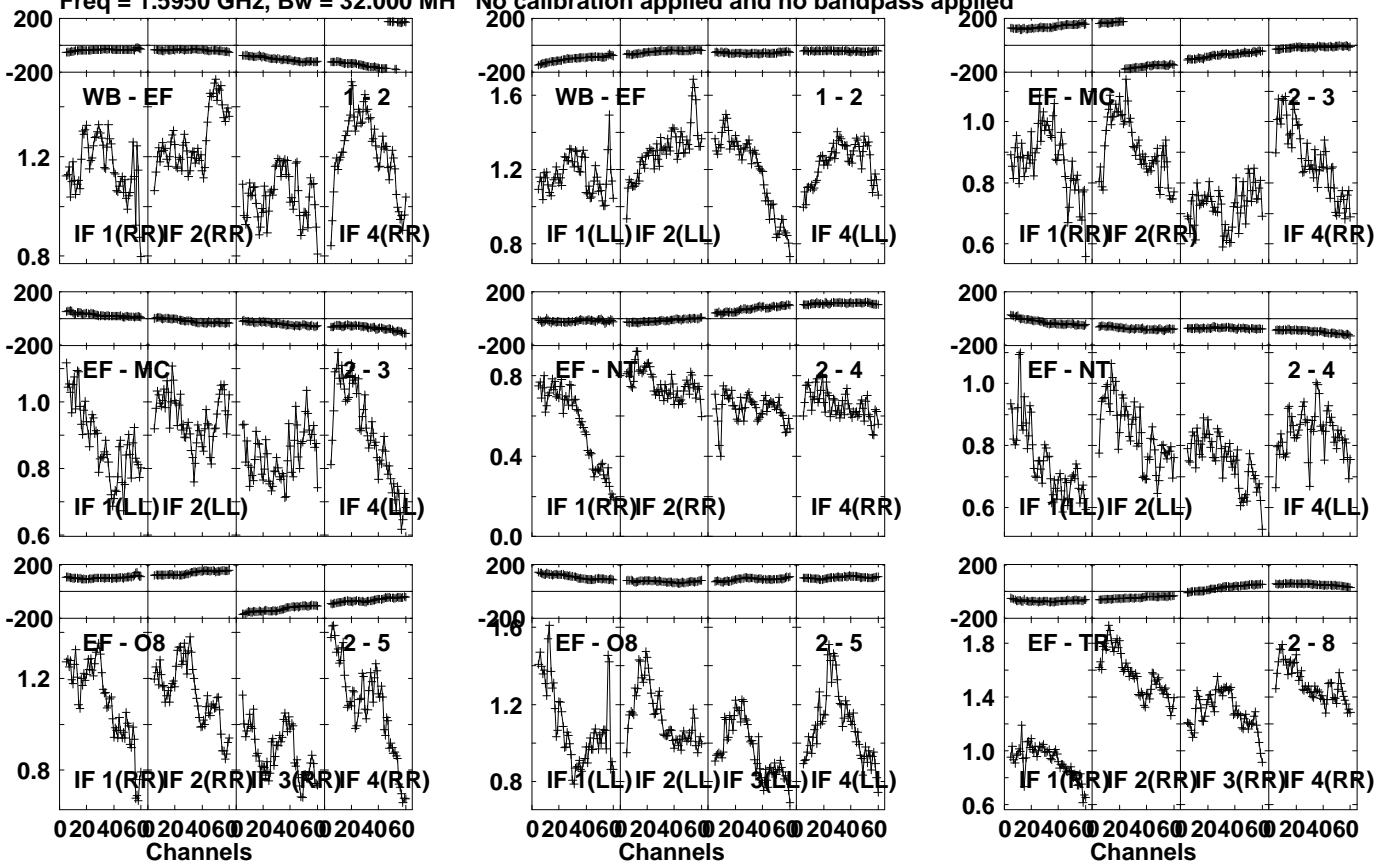 Freq = 1.5950 GHz, Bw = 32.000 MH No calibration applied and no bandpass applied
200
-200
WB - EF 1 - 2
1.2
0.8
IF 1(RR) IF 2(RR) IF 4(RR)
WB - EF 1 - 2
1.6
1.2
0.8
IF 1(LL) IF 2(LL) IF 4(LL)
200
-200
EF - MC 2 - 3
1.0
0.8
0.6
IF 1(RR) IF 2(RR) IF 4(RR)
200
-200
EF - MC 2 - 3
1.0
0.8
0.6
IF 1(LL) IF 2(LL) IF 4(LL)
200
-200
EF - NT 2 - 4
0.8
0.4
0.0
IF 1(RR) IF 2(RR) IF 4(RR)
200
-200
EF - NT 2 - 4
1.0
0.8
0.6
IF 1(LL) IF 2(LL) IF 4(LL)
200
-200
EF - O8 2 - 5
1.2
0.8
IF 1(RR) IF 2(RR) IF 3(RR) IF 4(RR)
0 20 40 60 0 20 40 60 0 20 40 60 0 20 40 60
Channels
200
-200
1.6
EF - O8 2 - 5
1.2
0.8
IF 1(LL) IF 2(LL) IF 3(LL) IF 4(LL)
0 20 40 60 0 20 40 60 0 20 40 60 0 20 40 60
Channels
200
-200
EF - TR 2 - 8
1.8
1.4
1.0
0.6
IF 1(RR) IF 2(RR) IF 3(RR) IF 4(RR)
0 20 40 60 0 20 40 60 0 20 40 60 0 20 40 60
Channels